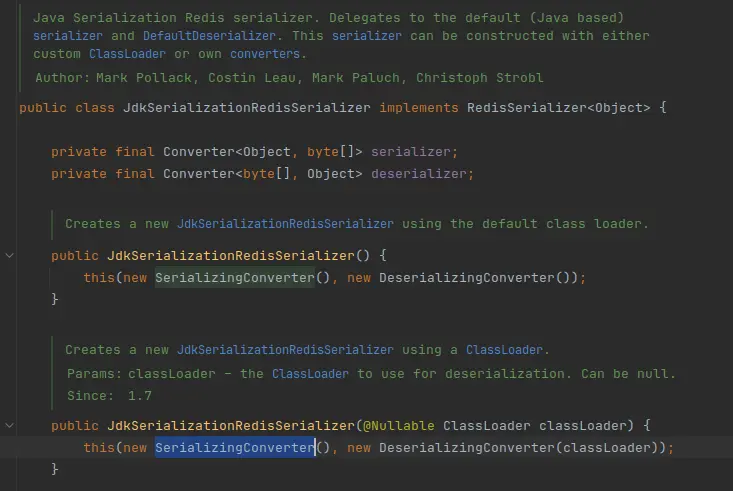 Java Serialization Redis serializer. Delegates to the default (Java based)
serializer and DefaultDeserializer. This serializer can be constructed with either
custom ClassLoader or own converters.
Author: Mark Pollack, Costin Leau, Mark Paluch, Christoph Strobl
public class JdkSerializationRedisSerializer implements RedisSerializer<Object> {
private final Converter<Object, byte[]> serializer;
private final Converter<byte[], Object> deserializer;
Creates a new JdkSerializationRedisSerializer using the default class loader.
public JdkSerializationRedisSerializer() {
this(new SerializingConverter(), new DeserializingConverter());
}
Creates a new JdkSerializationRedisSerializer using a ClassLoader.
Params: classLoader – the ClassLoader to use for deserialization. Can be null.
Since: 1.7
public JdkSerializationRedisSerializer(@Nullable ClassLoader classLoader) {
this(new SerializingConverter(), new DeserializingConverter(classLoader));
}